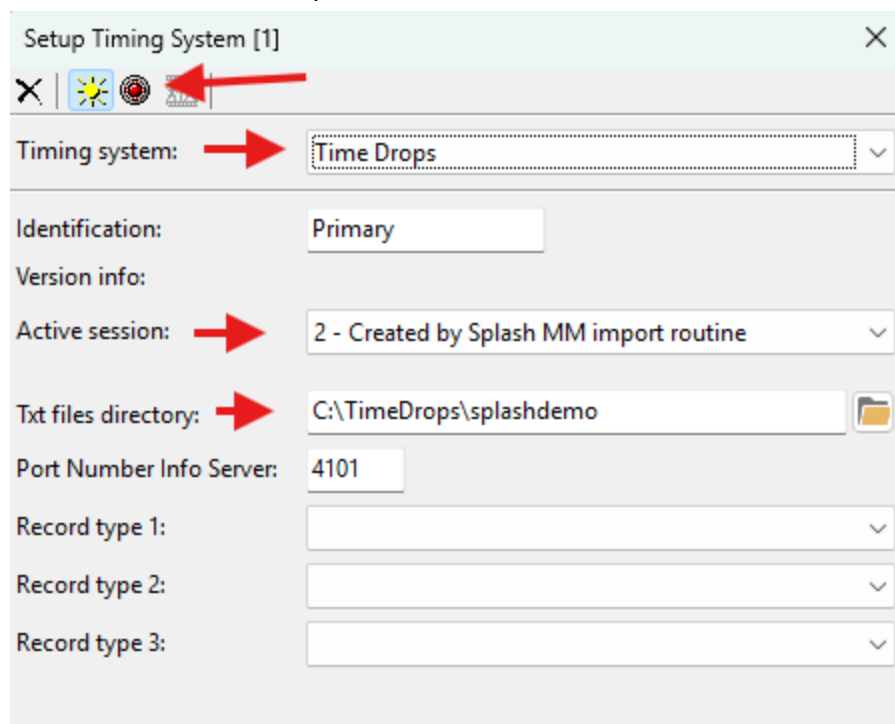 Setup Timing System [1]
Timing system: Time Drops
Identification: Primary
Version info:
Active session: 2 - Created by Splash MM import routine
Txt files directory: C:\TimeDrops\splashdemo
Port Number Info Server: 4101
Record type 1:
Record type 2:
Record type 3: